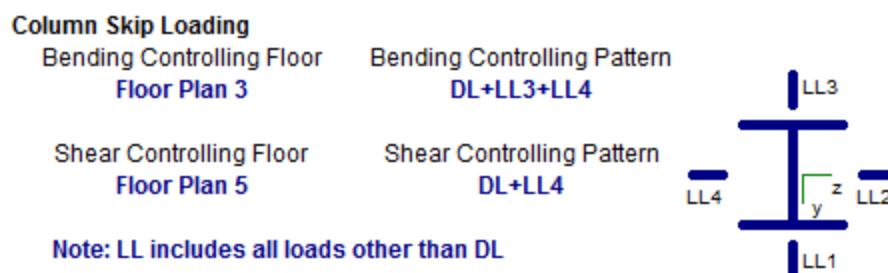 Column Skip Loading
Bending Controlling Floor Bending Controlling Pattern
Floor Plan 3 DL+LL3+LL4
LL3
Shear Controlling Floor Shear Controlling Pattern
Floor Plan 5 DL+LL4
LL4 z LL2
y
Note: LL includes all loads other than DL
LL1